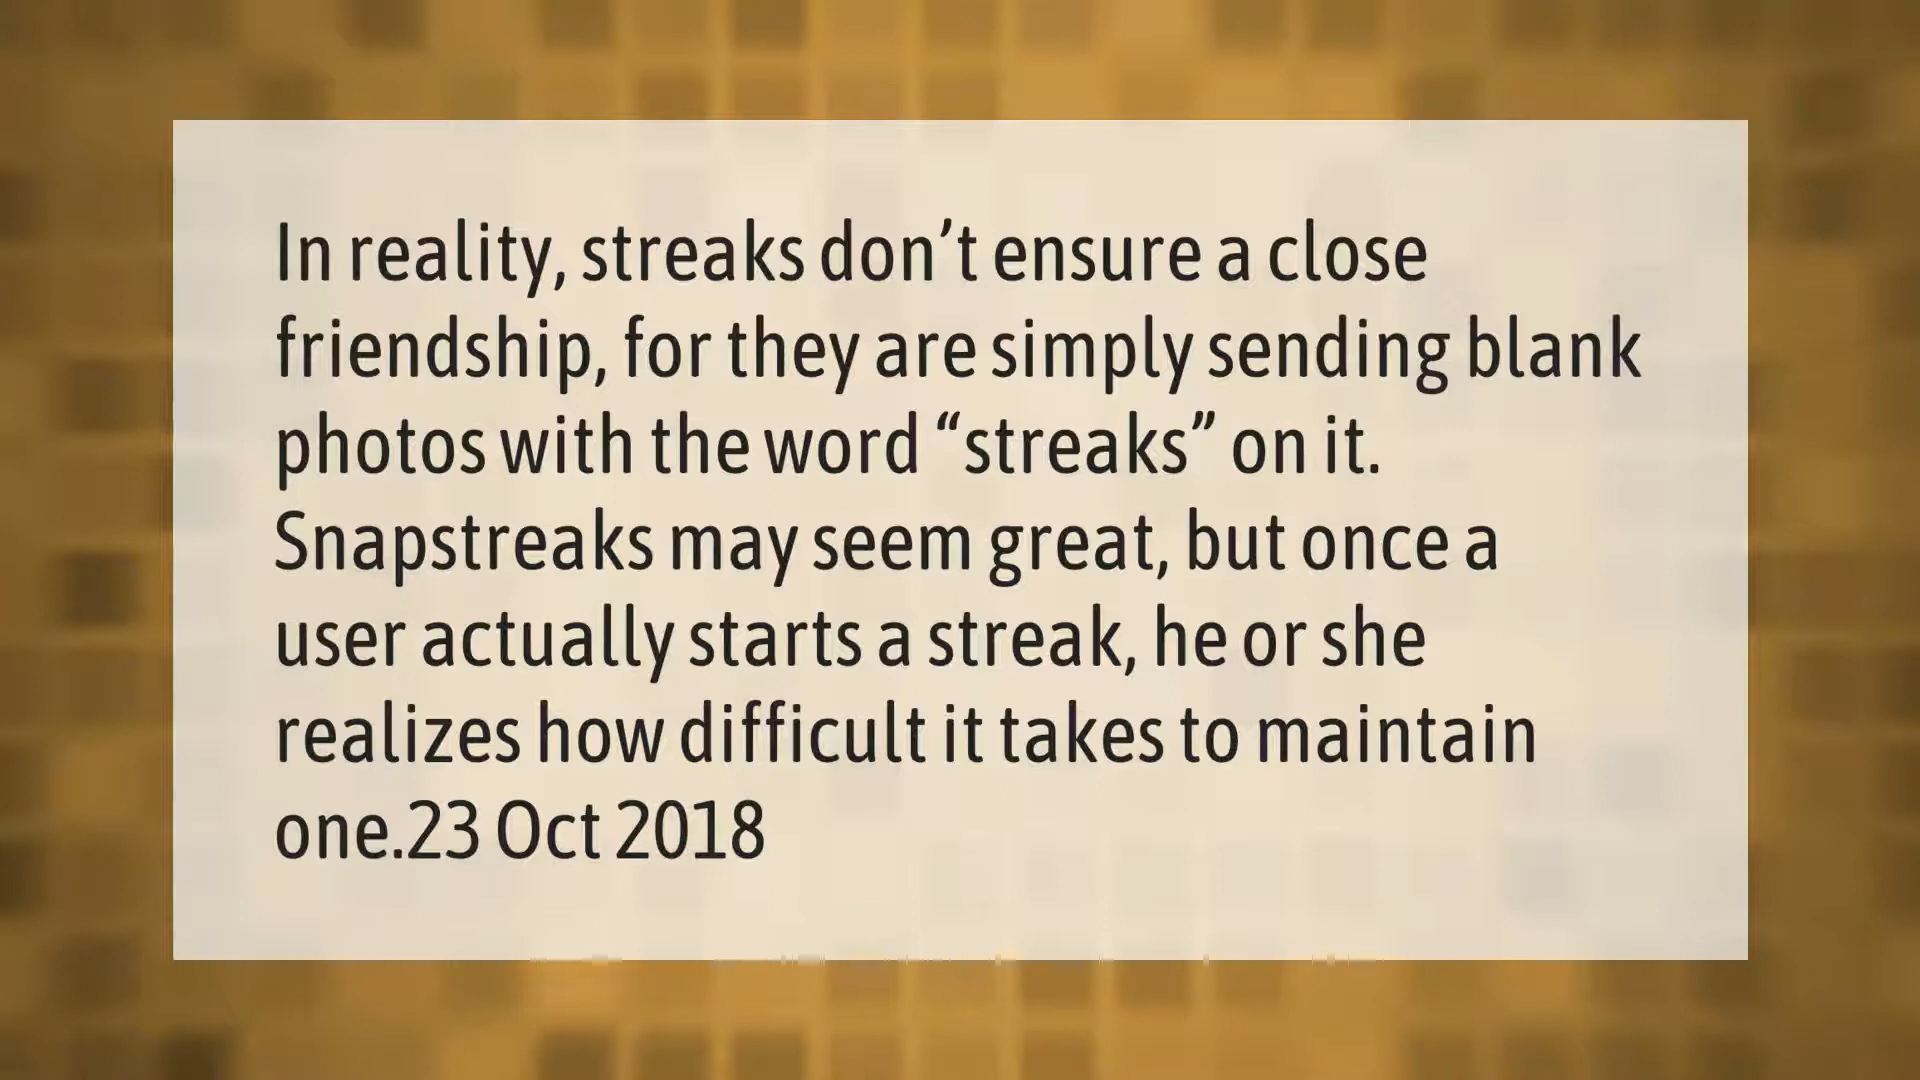 In reality, streaks don’t ensure a close
friendship, for they are simply sending blank
photos with the word “streaks” on it.
Snapstreaks may seem great, but once a
user actually starts a streak, he or she
realizes how difficult it takes to maintain
one.23 Oct 2018